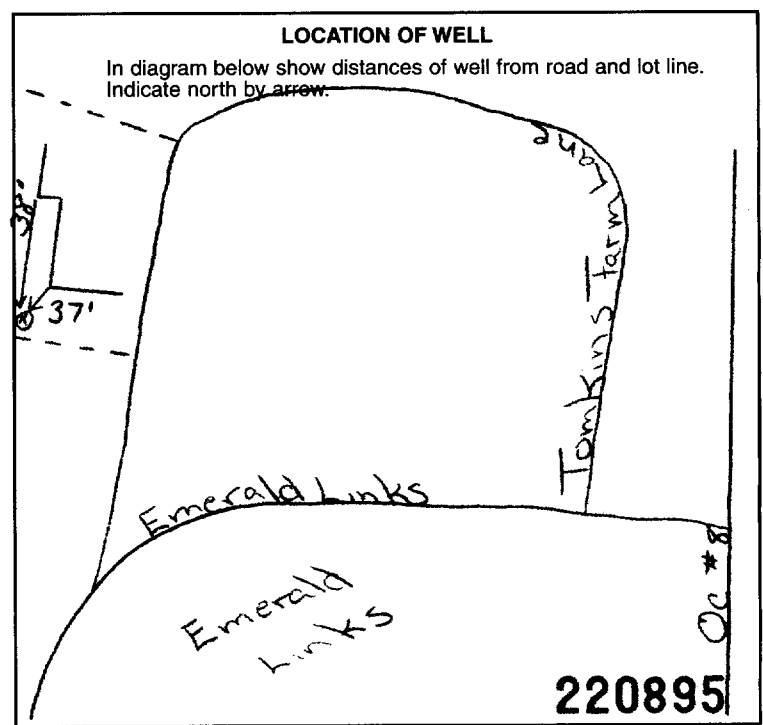 LOCATION OF WELL
In diagram below show distances of well from road and lot line.
Indicate north by arrow.
Tomkins Farm Lane
38'
37'
Emerald Links
Emerald
Links
Oc #8
220895